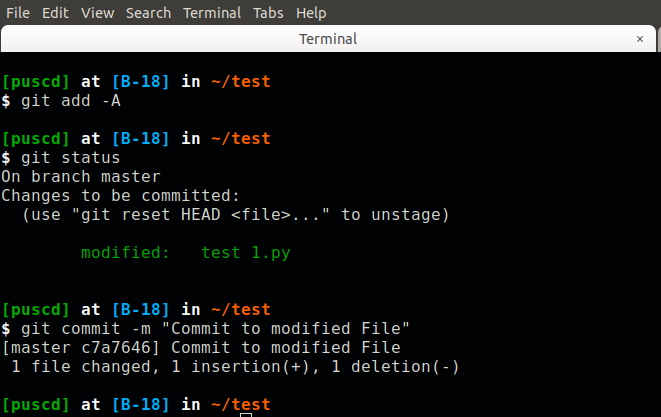 File Edit View Search Terminal Tabs Help
Terminal ×
[puscd] at [B-18] in ~/test
$ git add -A
[puscd] at [B-18] in ~/test
$ git status
On branch master
Changes to be committed:
(use "git reset HEAD <file>..." to unstage)
modified: test 1.py
[puscd] at [B-18] in ~/test
$ git commit -m "Commit to modified File"
[master c7a7646] Commit to modified File
1 file changed, 1 insertion(+), 1 deletion(-)
[puscd] at [B-18] in ~/test